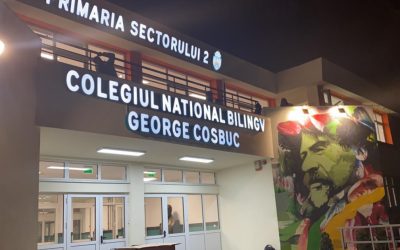 PRIMARIA SECTORULUI 2
COLEGIUL NATIONAL BILINGV
GEORGE COSBUC